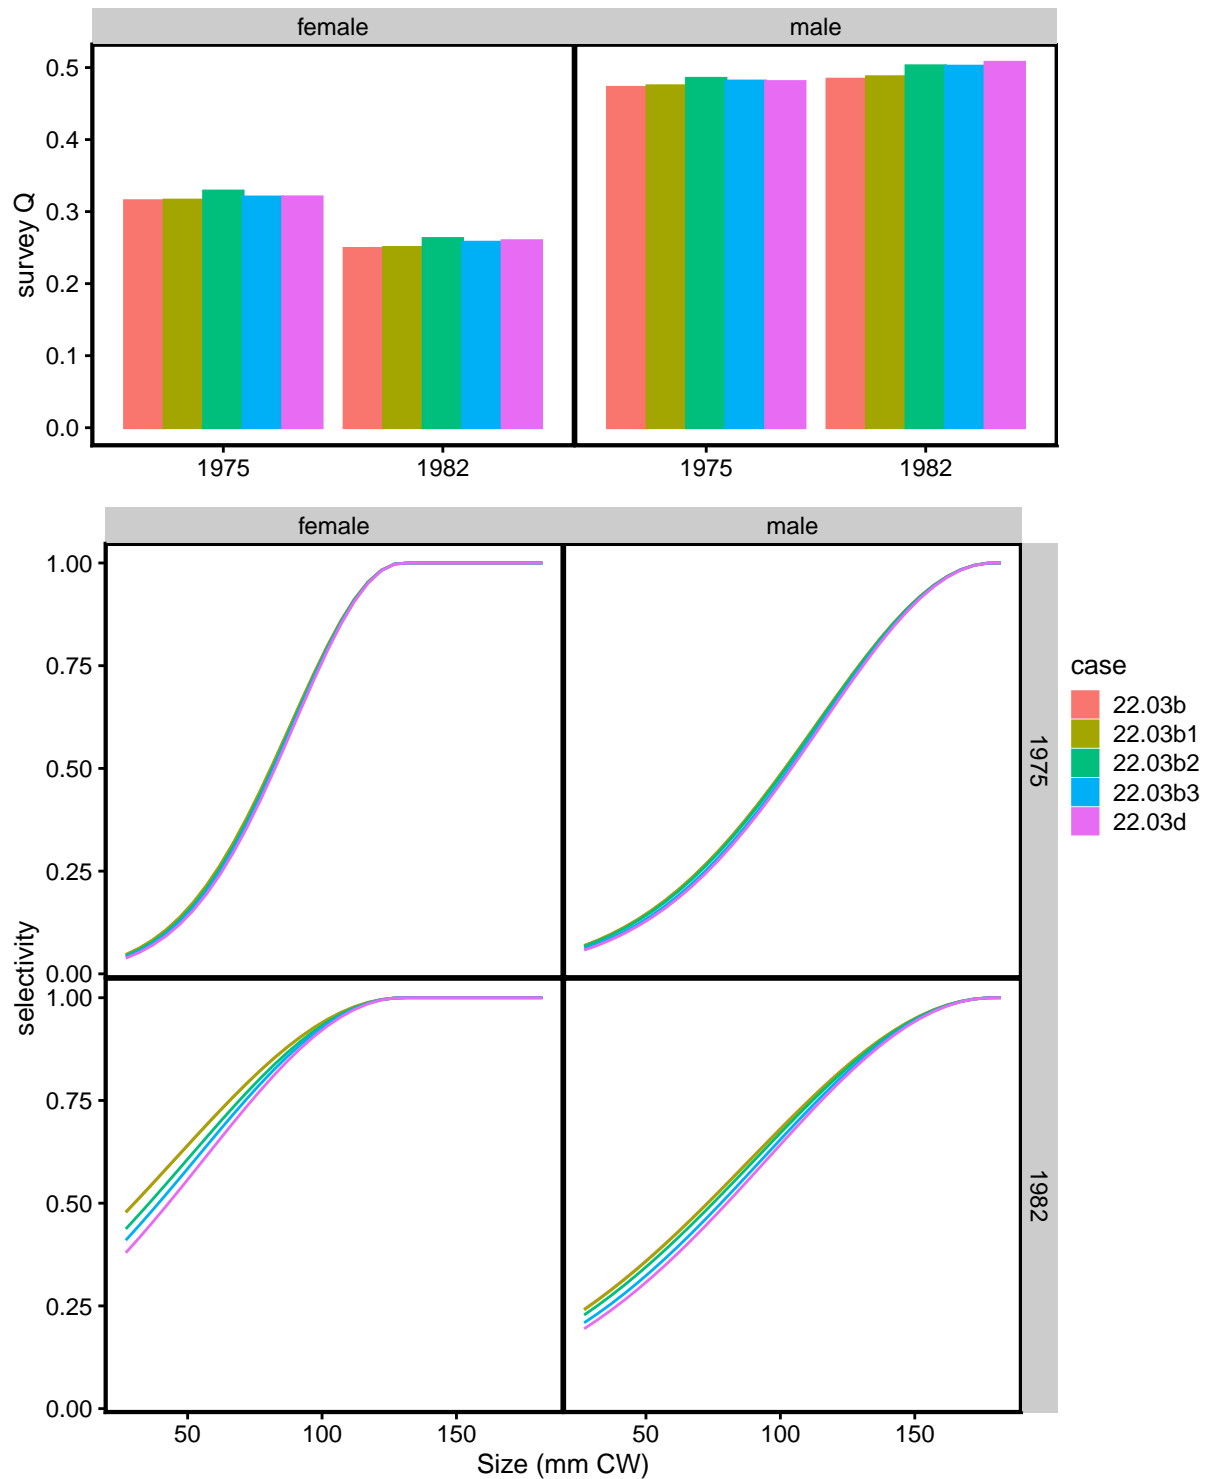 female male
0.5
0.4
0.3
0.2
0.1
0.0
survey Q
1975 1982 1975 1982
female male
1.00
0.75
0.50
0.25
0.00
1975
1.00
0.75
0.50
0.25
0.00
1982
selectivity
50 100 150 50 100 150
Size (mm CW)
case
22.03b
22.03b1
22.03b2
22.03b3
22.03d